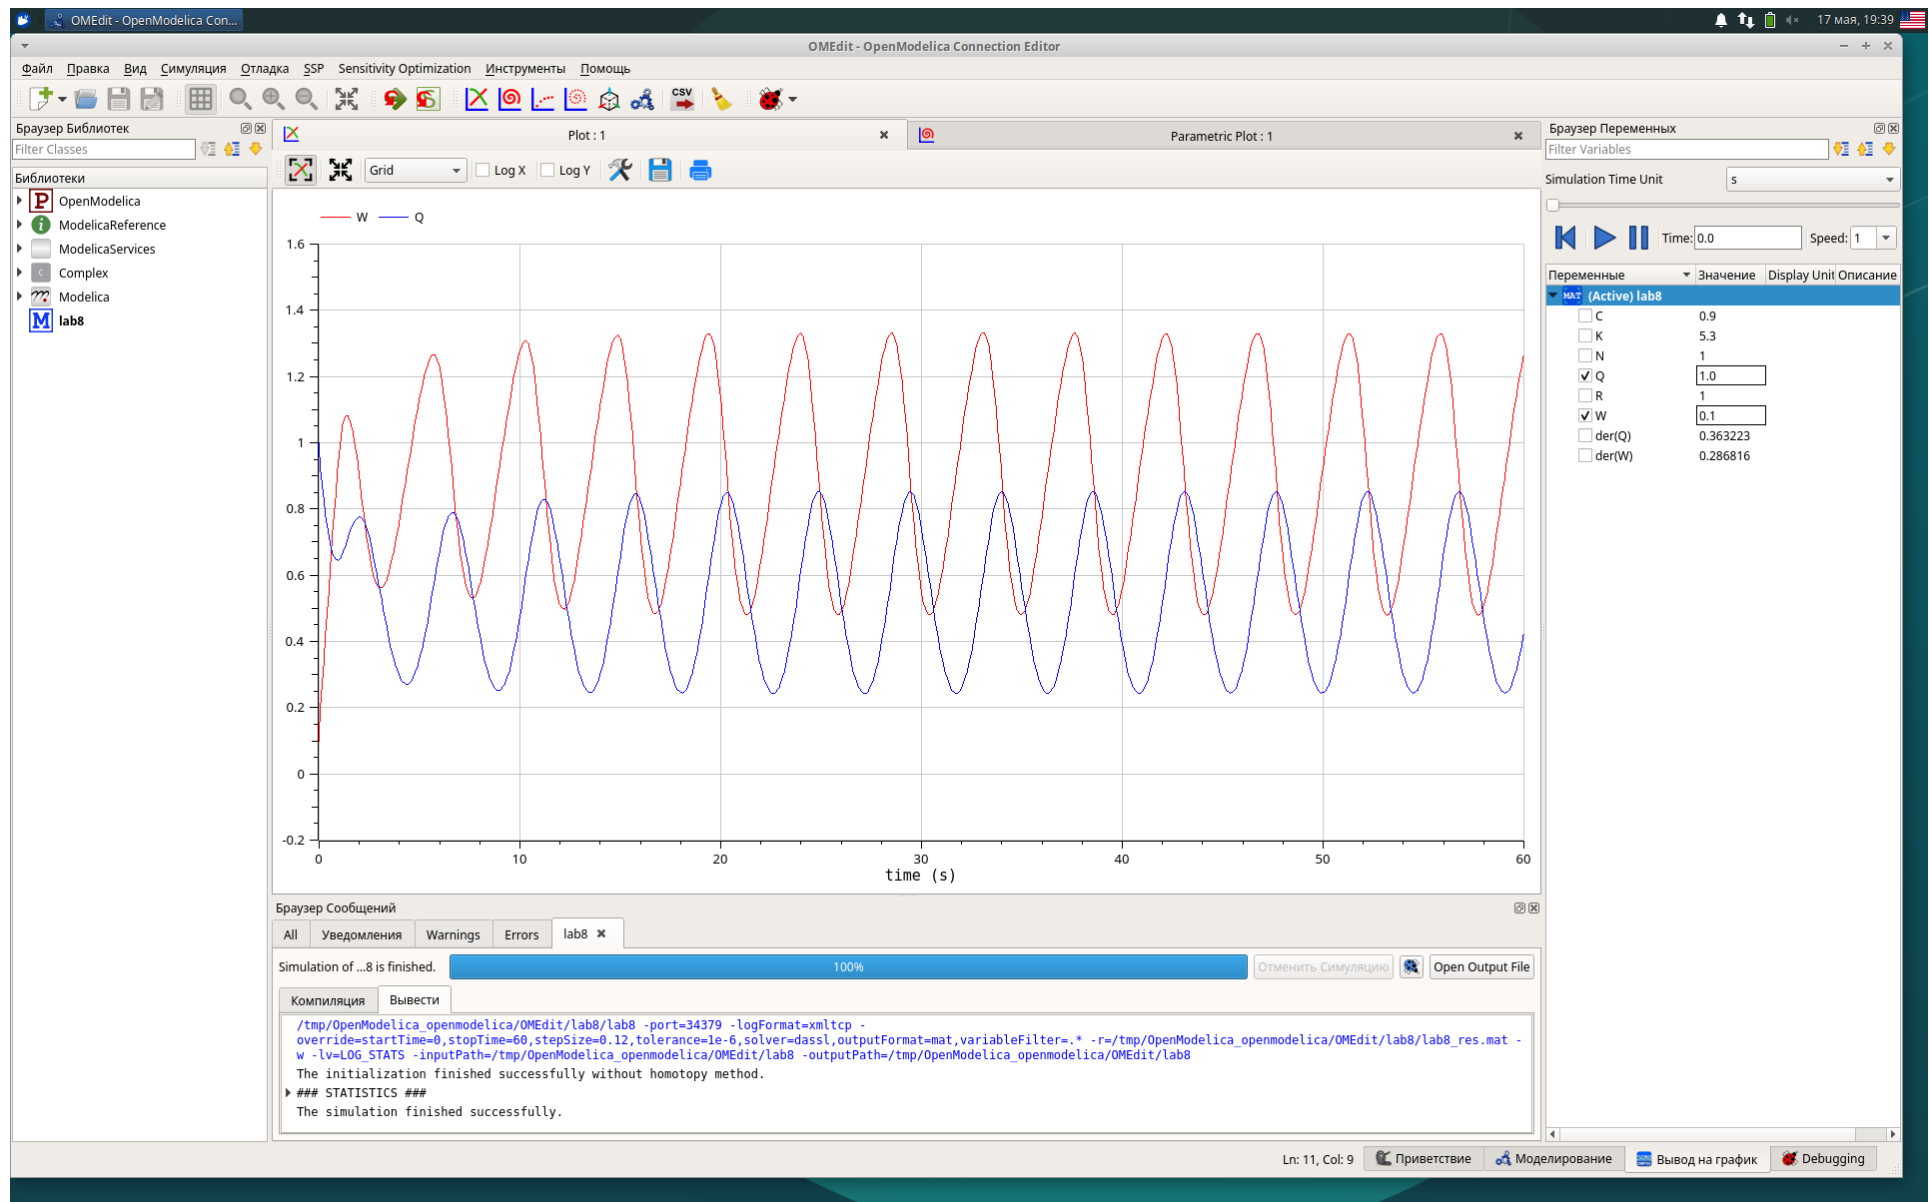 OMEdit - OpenModelica Con...
17 мая, 19:39
OMEdit - OpenModelica Connection Editor
Файл Правка Вид Симуляция Отладка SSP Sensitivity Optimization Инструменты Помощь
CSV
Браузер Библиотек
Filter Classes
Библиотеки
P OpenModelica
i ModelicaReference
ModelicaServices
C Complex
Modelica
M lab8
Plot : 1
Parametric Plot : 1
Grid
Log X
Log Y
W Q
1.6
1.4
1.2
1
0.8
0.6
0.4
0.2
0
-0.2
0 10 20 30 40 50 60
time (s)
Браузер Переменных
Filter Variables
Simulation Time Unit s
Time: 0.0 Speed: 1
Переменные Значение Display Unit Описание
MAT (Active) lab8
C 0.9
K 5.3
N 1
Q 1.0
R 1
W 0.1
der(Q) 0.363223
der(W) 0.286816
Браузер Сообщений
All Уведомления Warnings Errors lab8
Simulation of ...8 is finished. 100% Отменить Симуляцию Open Output File
Компиляция Вывести
/tmp/OpenModelica_openmodelica/OMEdit/lab8/lab8 -port=34379 -logFormat=xmltcp -
override=startTime=0,stopTime=60,stepSize=0.12,tolerance=1e-6,solver=dassl,outputFormat=mat,variableFilter=.* -r=/tmp/OpenModelica_openmodelica/OMEdit/lab8/lab8_res.mat -
w -lv=LOG_STATS -inputPath=/tmp/OpenModelica_openmodelica/OMEdit/lab8 -outputPath=/tmp/OpenModelica_openmodelica/OMEdit/lab8
The initialization finished successfully without homotopy method.
### STATISTICS ###
The simulation finished successfully.
Ln: 11, Col: 9 Приветствие Моделирование Вывод на график Debugging